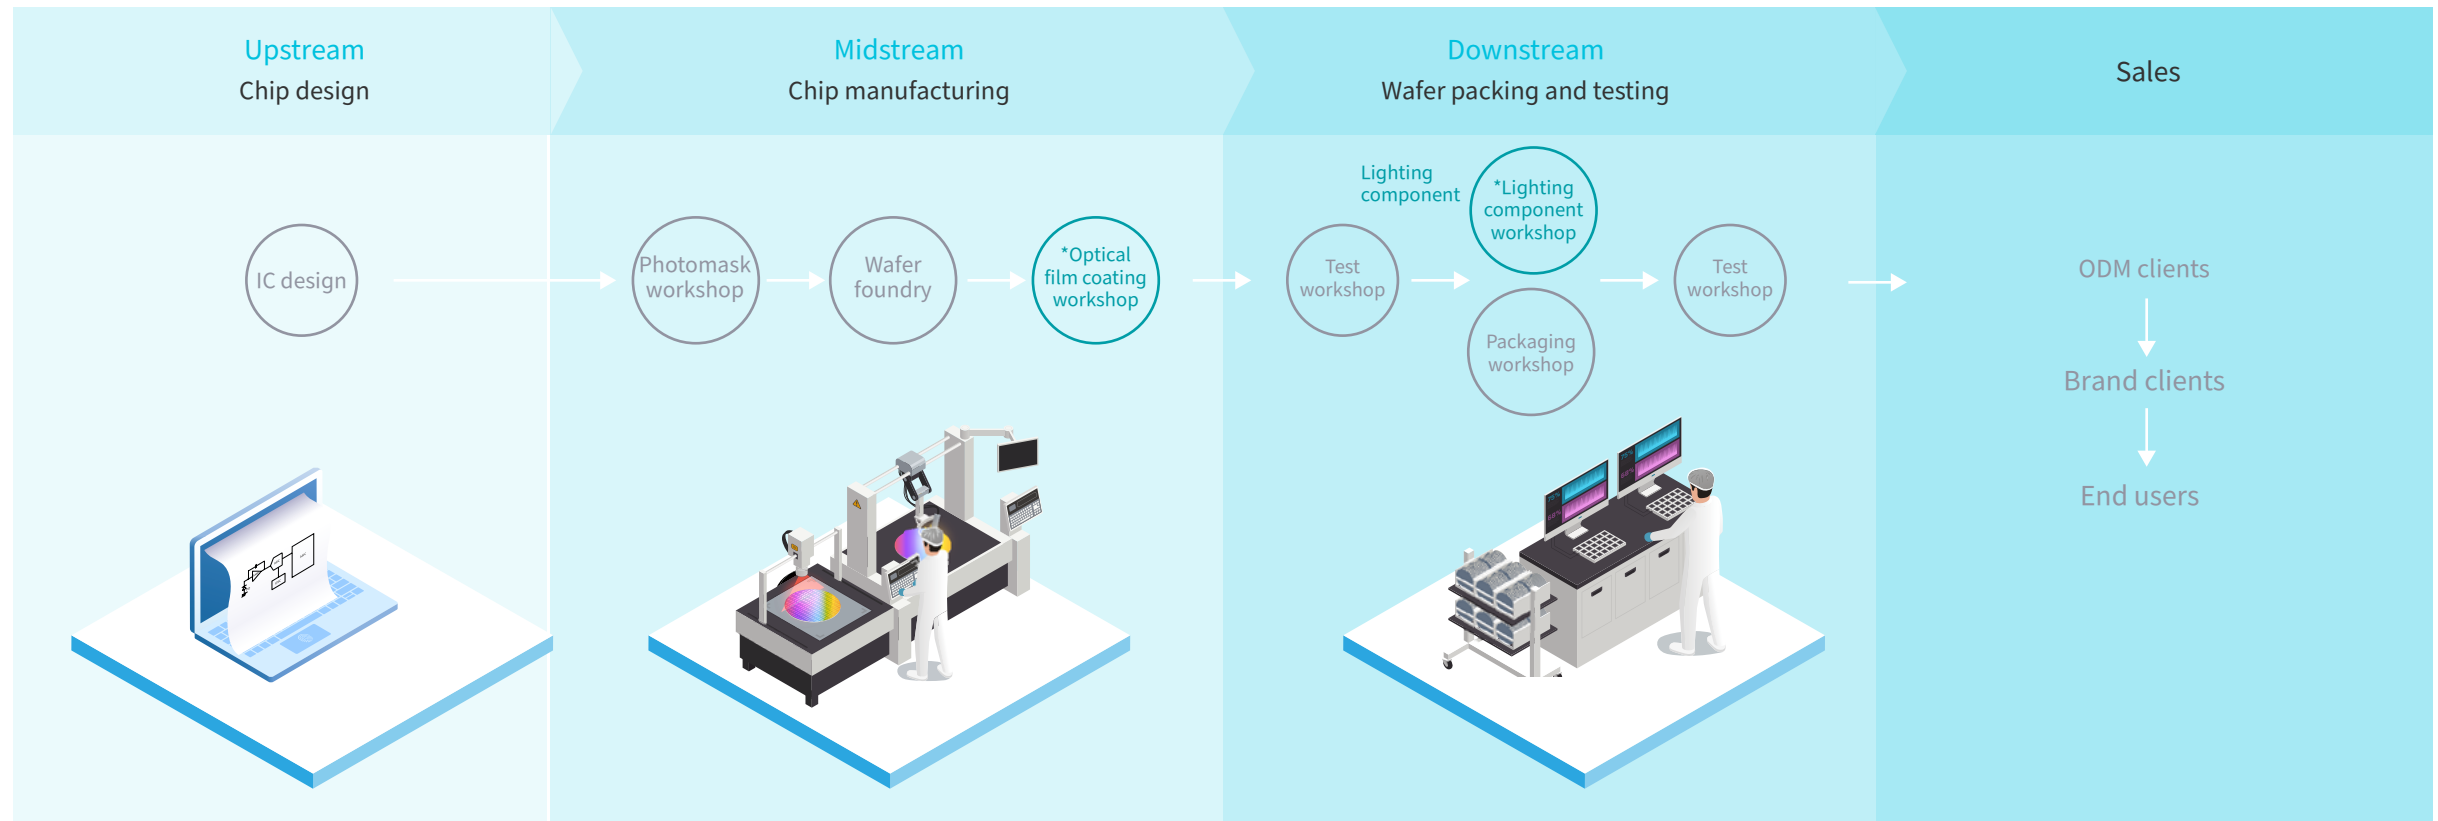 Upstream
Chip design
Midstream
Chip manufacturing
Downstream
Wafer packing and testing
Sales
IC design
Photomask
workshop
Wafer
foundry
*Optical
film coating
workshop
Test
workshop
Lighting
component
*Lighting
component
workshop
Packaging
workshop
Test
workshop
ODM clients
Brand clients
End users